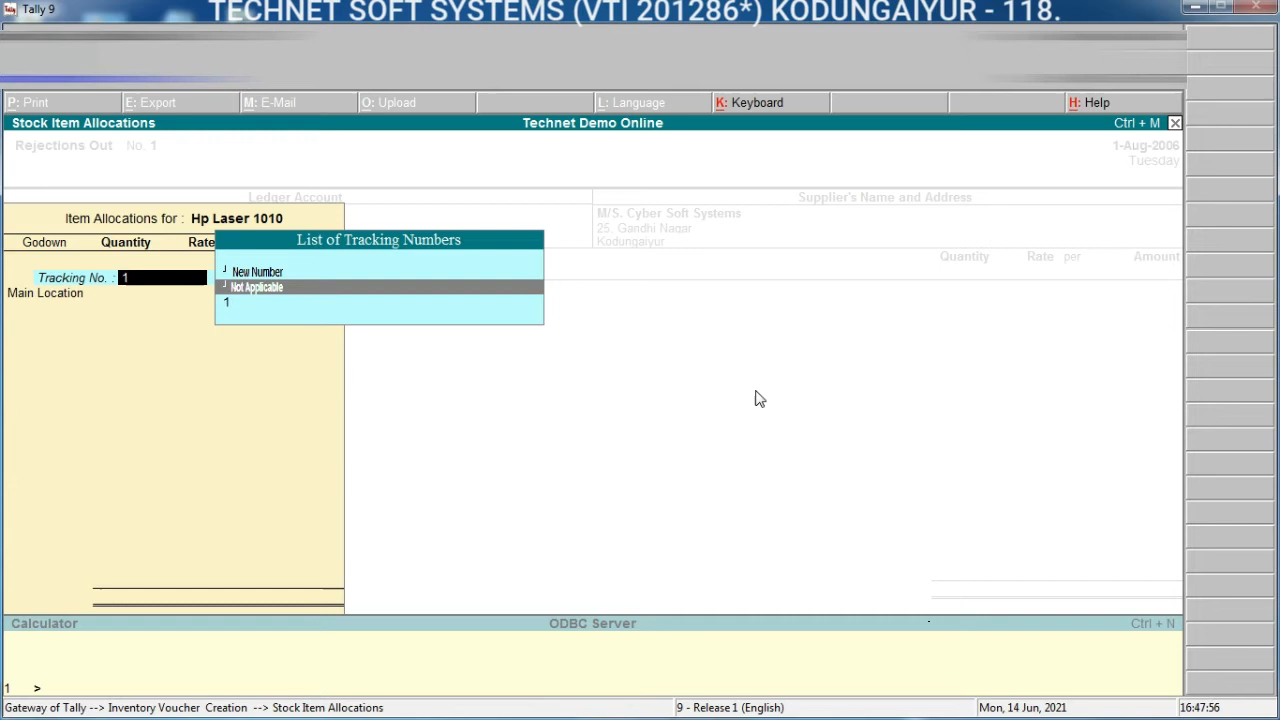 TECHNET SOFT SYSTEMS (VTI 201286*) KODUNGAIYUR - 118.
Tally 9
P: Print
E: Export
M: E-Mail
O: Upload
L: Language
K: Keyboard
H: Help
Stock Item Allocations
Technet Demo Online
Ctrl + M
Rejections Out No. 1
1-Aug-2006
Tuesday
Ledger Account
Supplier's Name and Address
Item Allocations for : Hp Laser 1010
M/S. Cyber Soft Systems
25, Gandhi Nagar
Kodungaiyur
Godown Quantity Rate
List of Tracking Numbers
Quantity Rate per Amount
New Number
Tracking No. : 1
Not Applicable
Main Location
1
Calculator
ODBC Server
Ctrl + N
1 >
Gateway of Tally --> Inventory Voucher Creation --> Stock Item Allocations
9 - Release 1 (English)
Mon, 14 Jun, 2021
16:47:56